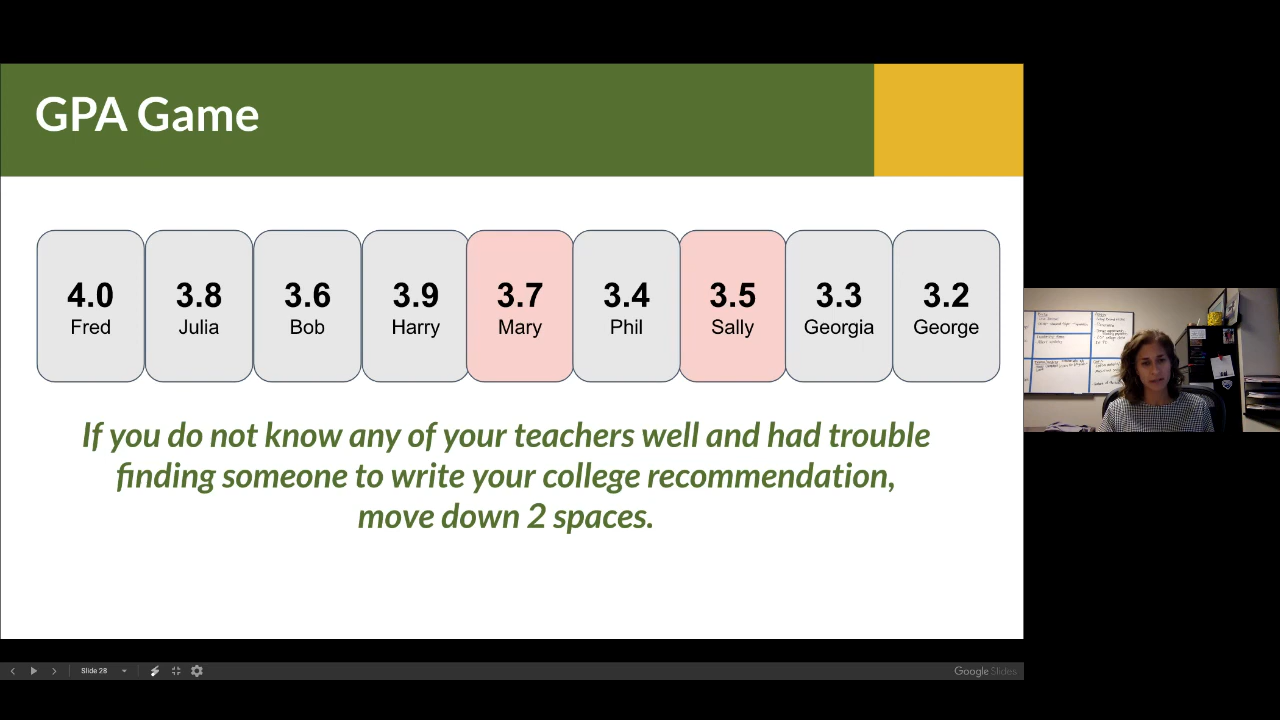 GPA Game
4.0 3.8 3.6 3.9 3.7 3.4 3.5 3.3 3.2
Fred Julia Bob Harry Mary Phil Sally Georgia George
If you do not know any of your teachers well and had trouble
finding someone to write your college recommendation,
move down 2 spaces.
Slide 28
Google Slides